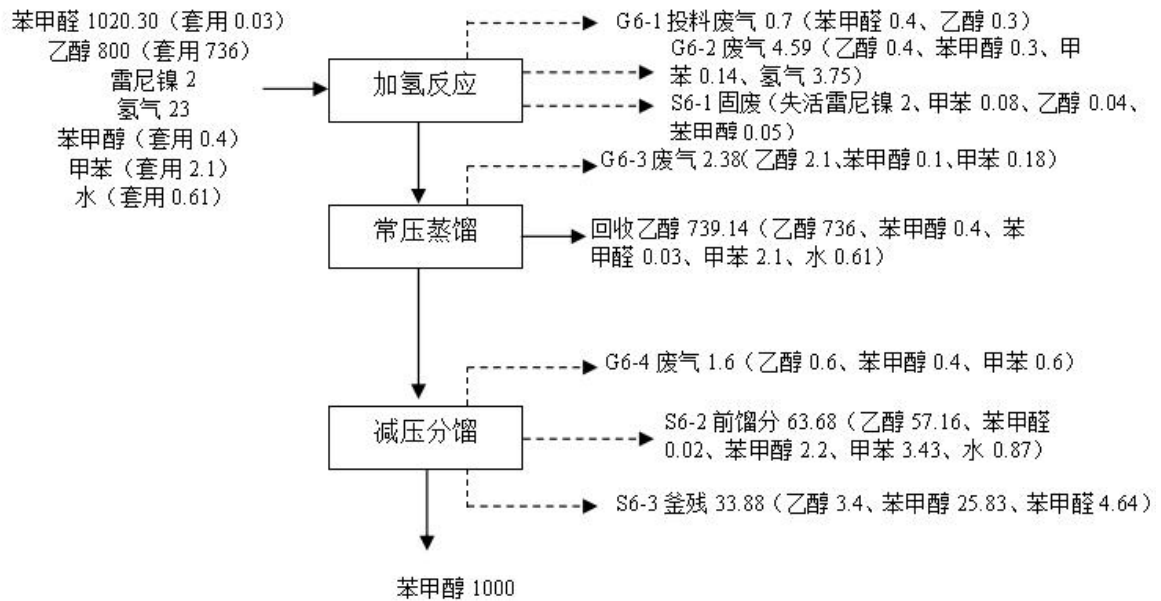 苯甲醛 1020.30（套用 0.03）
乙醇 800（套用 736）
雷尼镍 2
氢气 23
苯甲醇（套用 0.4）
甲苯（套用 2.1）
水（套用 0.61）
加氢反应
G6-1 投料废气 0.7（苯甲醛 0.4、乙醇 0.3）
G6-2 废气 4.59（乙醇 0.4、苯甲醇 0.3、甲
苯 0.14、氢气 3.75）
S6-1 固废（失活雷尼镍 2、甲苯 0.08、乙醇 0.04、
苯甲醇 0.05）
G6-3 废气 2.38（乙醇 2.1、苯甲醇 0.1、甲苯 0.18）
常压蒸馏
回收乙醇 739.14（乙醇 736、苯甲醇 0.4、苯
甲醛 0.03、甲苯 2.1、水 0.61）
G6-4 废气 1.6（乙醇 0.6、苯甲醇 0.4、甲苯 0.6）
减压分馏
S6-2 前馏分 63.68（乙醇 57.16、苯甲醛
0.02、苯甲醇 2.2、甲苯 3.43、水 0.87）
S6-3 釜残 33.88（乙醇 3.4、苯甲醇 25.83、苯甲醛 4.64）
苯甲醇 1000